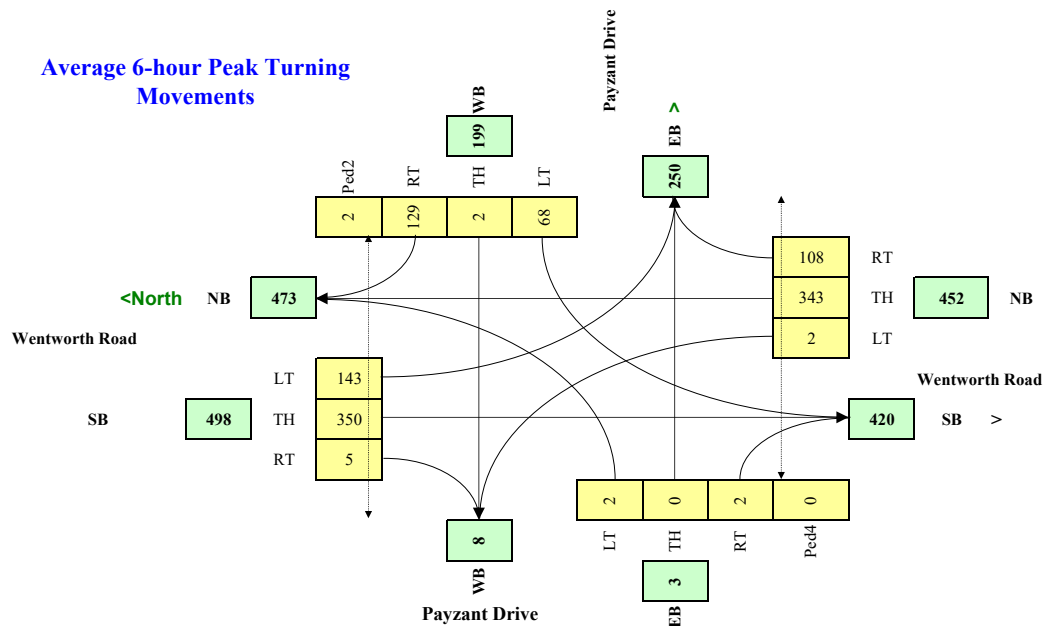 Average 6-hour Peak Turning
Movements
Payzant Drive
WB
199
EB >
250
Ped2 RT TH LT
2 129 2 68
108 RT
343 TH
2 LT
452 NB
<North NB 473
Wentworth Road
LT 143
TH 350
RT 5
SB 498
Wentworth Road
420 SB >
2 0 2 0
LT TH RT Ped4
8
WB
Payzant Drive
3
EB